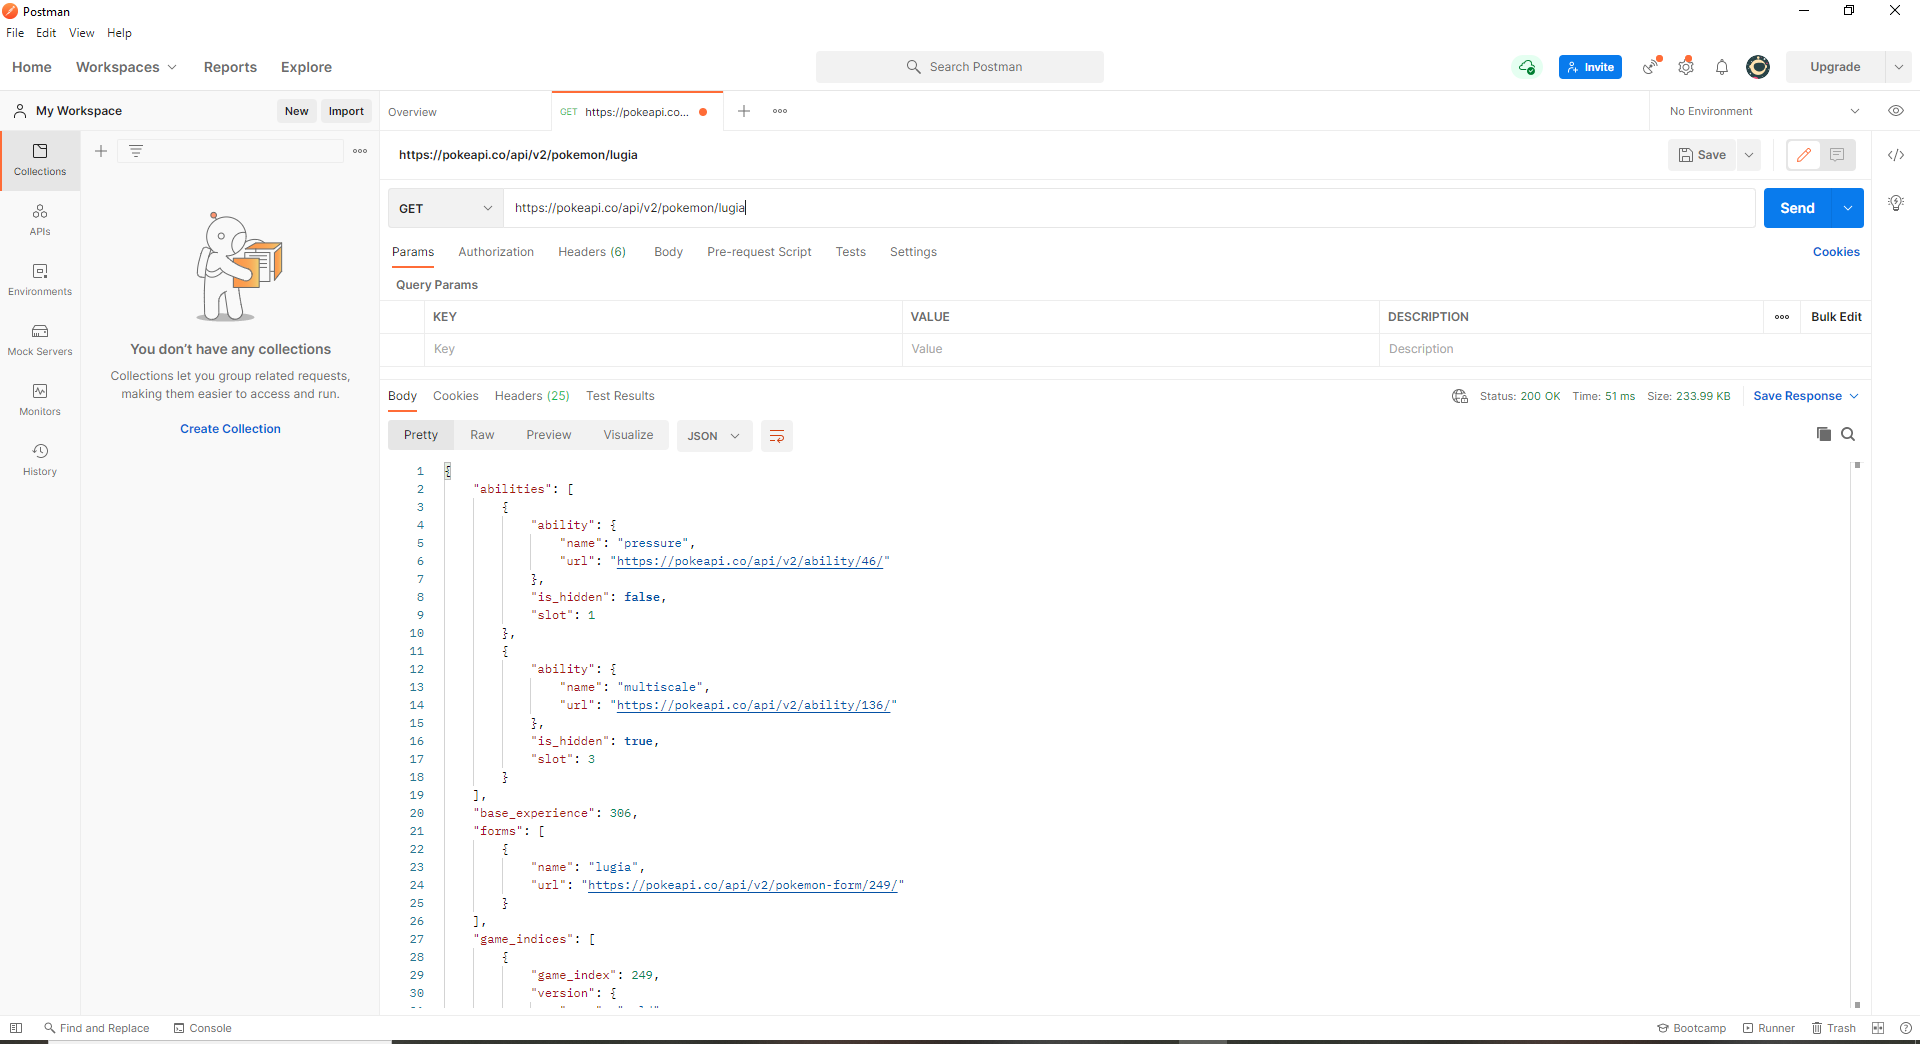 Postman
File Edit View Help
Home Workspaces Reports Explore Search Postman Invite Upgrade
My Workspace New Import Overview GET https://pokeapi.co... No Environment
Collections
APIs
Environments
Mock Servers
Monitors
History
You don't have any collections
Collections let you group related requests,
making them easier to access and run.
Create Collection
https://pokeapi.co/api/v2/pokemon/lugia Save
GET https://pokeapi.co/api/v2/pokemon/lugia Send
Params Authorization Headers (6) Body Pre-request Script Tests Settings Cookies
Query Params
KEY VALUE DESCRIPTION Bulk Edit
Key Value Description
Body Cookies Headers (25) Test Results Status: 200 OK Time: 51 ms Size: 233.99 KB Save Response
Pretty Raw Preview Visualize JSON
1 {
2 "abilities": [
3 {
4 "ability": {
5 "name": "pressure",
6 "url": "https://pokeapi.co/api/v2/ability/46/"
7 },
8 "is_hidden": false,
9 "slot": 1
10 },
11 {
12 "ability": {
13 "name": "multiscale",
14 "url": "https://pokeapi.co/api/v2/ability/136/"
15 },
16 "is_hidden": true,
17 "slot": 3
18 }
19 ],
20 "base_experience": 306,
21 "forms": [
22 {
23 "name": "lugia",
24 "url": "https://pokeapi.co/api/v2/pokemon-form/249/"
25 }
26 ],
27 "game_indices": [
28 {
29 "game_index": 249,
30 "version": {
Find and Replace Console Bootcamp Runner Trash